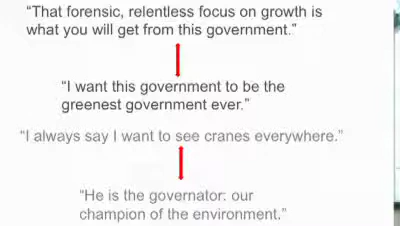 “That forensic, relentless focus on growth is
what you will get from this government.”
“I want this government to be the
greenest government ever.”
“I always say I want to see cranes everywhere.”
“He is the governator: our
champion of the environment.”